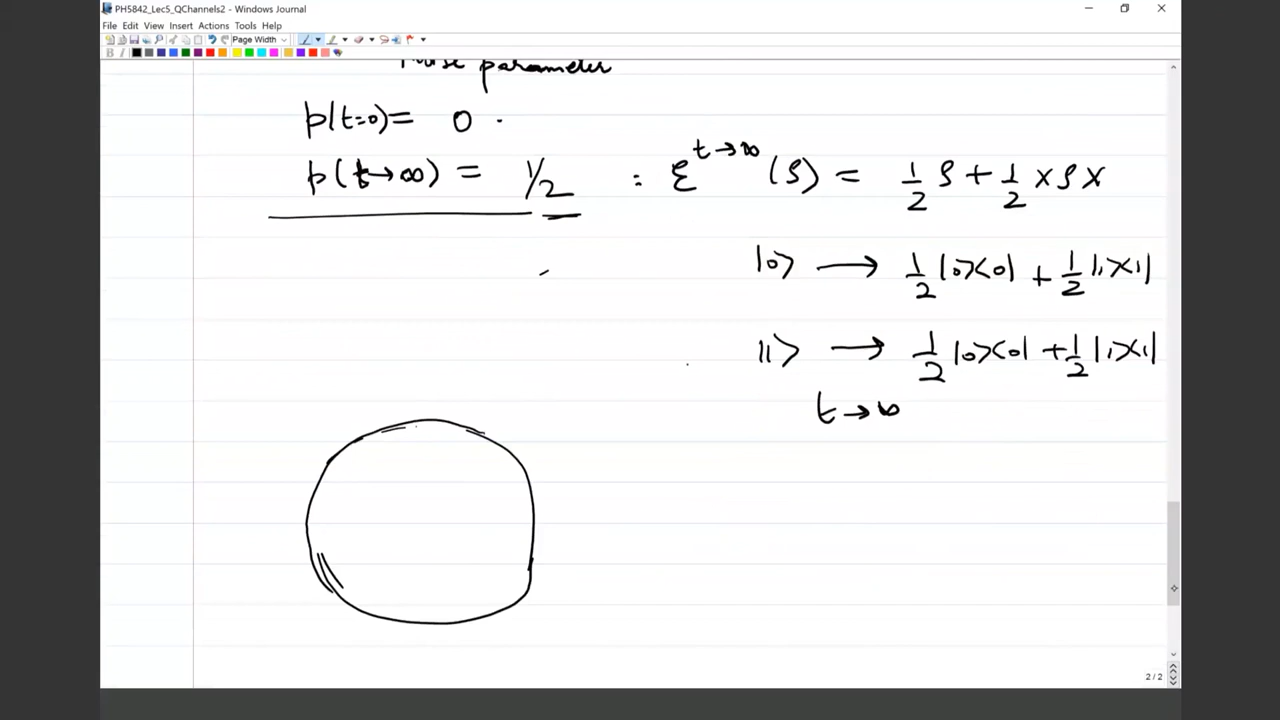 PH5842_Lec5_QChannels2 - Windows Journal
File Edit View Insert Actions Tools Help
Page Width
B I
parameter
p(t=0) = 0 .
p(t→∞) = 1/2 : ℰ^{t→∞} (ρ) = 1/2 ρ + 1/2 XρX
|0⟩ → 1/2 |0⟩⟨0| + 1/2 |1⟩⟨1|
|1⟩ → 1/2 |0⟩⟨0| + 1/2 |1⟩⟨1|
t→∞
2 / 2